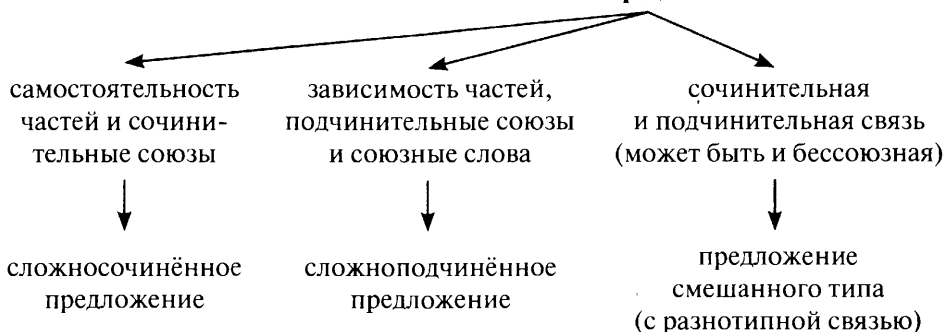 самостоятельность
частей и сочини-
тельные союзы
зависимость частей,
подчинительные союзы
и союзные слова
сочинительная
и подчинительная связь
(может быть и бессоюзная)
сложносочинённое
предложение
сложноподчинённое
предложение
предложение
смешанного типа
(с разнотипной связью)